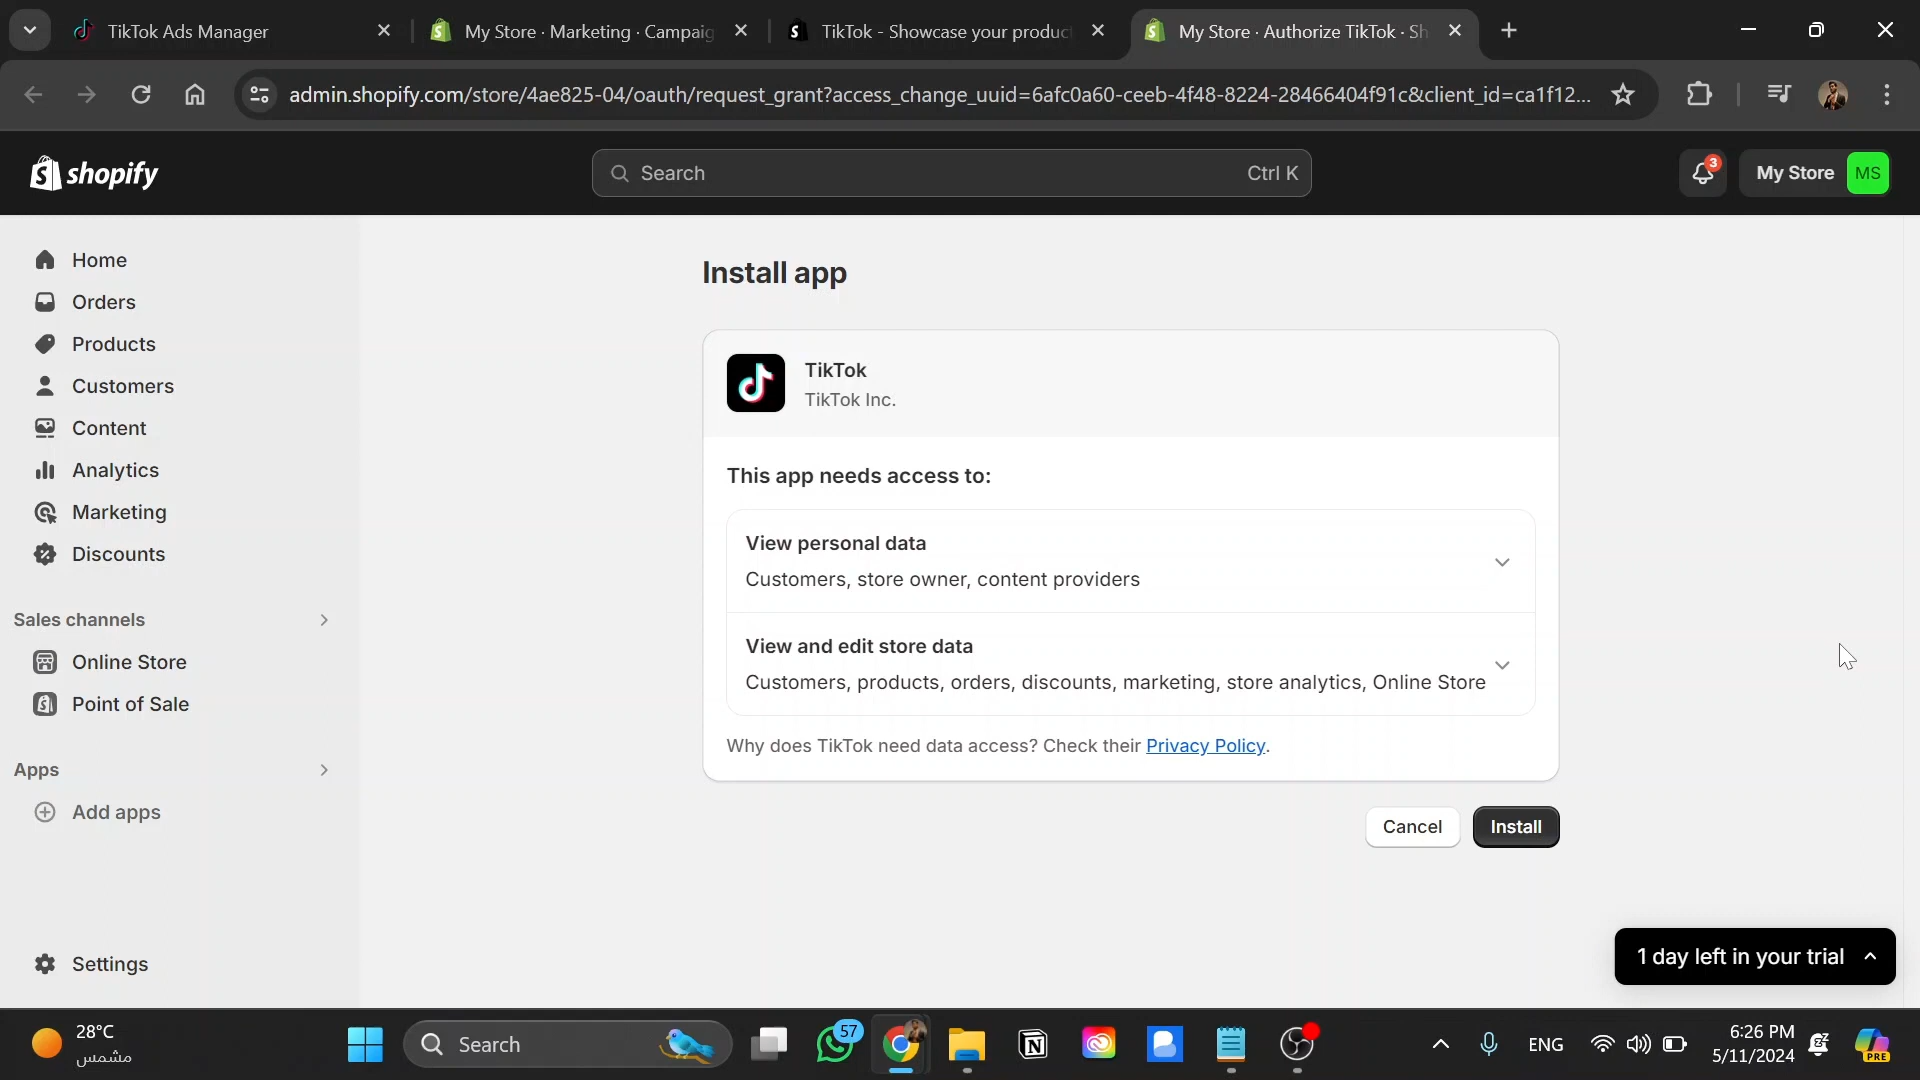 TikTok Ads Manager
My Store · Marketing · Campaig
TikTok - Showcase your produc
My Store · Authorize TikTok · Sh
admin.shopify.com/store/4ae825-04/oauth/request_grant?access_change_uuid=6afc0a60-ceeb-4f48-8224-28466404f91c&client_id=ca1f12...
shopify
Search
Ctrl K
3
My Store
MS
Home
Orders
Products
Customers
Content
Analytics
Marketing
Discounts
Sales channels
Online Store
Point of Sale
Apps
Add apps
Settings
Install app
TikTok
TikTok Inc.
This app needs access to:
View personal data
Customers, store owner, content providers
View and edit store data
Customers, products, orders, discounts, marketing, store analytics, Online Store
Why does TikTok need data access? Check their Privacy Policy.
Cancel
Install
1 day left in your trial
28°C
مشمس
Search
57
ENG
6:26 PM
5/11/2024
PRE